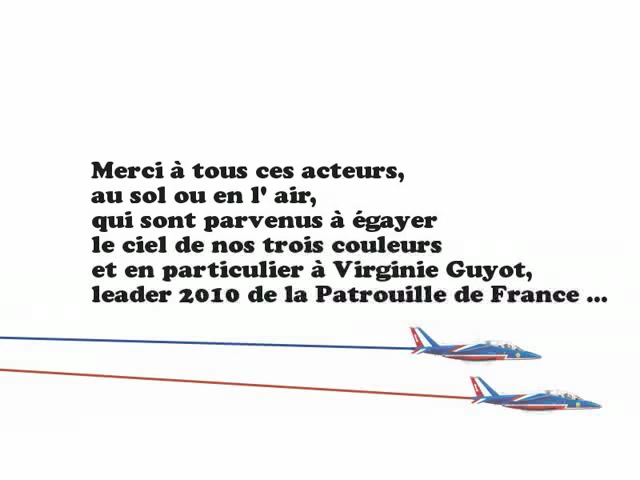 Merci à tous ces acteurs,
au sol ou en l' air,
qui sont parvenus à égayer
le ciel de nos trois couleurs
et en particulier à Virginie Guyot,
leader 2010 de la Patrouille de France ...